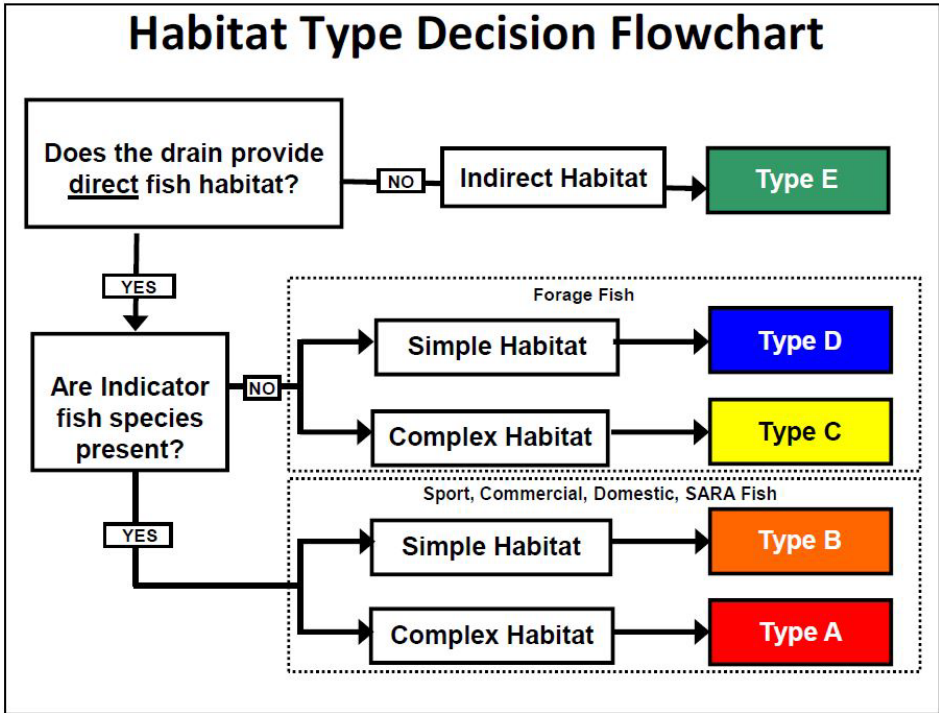 Habitat Type Decision Flowchart
Does the drain provide
direct fish habitat?
NO
Indirect Habitat
Type E
YES
Forage Fish
Are Indicator
fish species
present?
NO
Simple Habitat
Type D
Complex Habitat
Type C
YES
Sport, Commercial, Domestic, SARA Fish
Simple Habitat
Type B
Complex Habitat
Type A